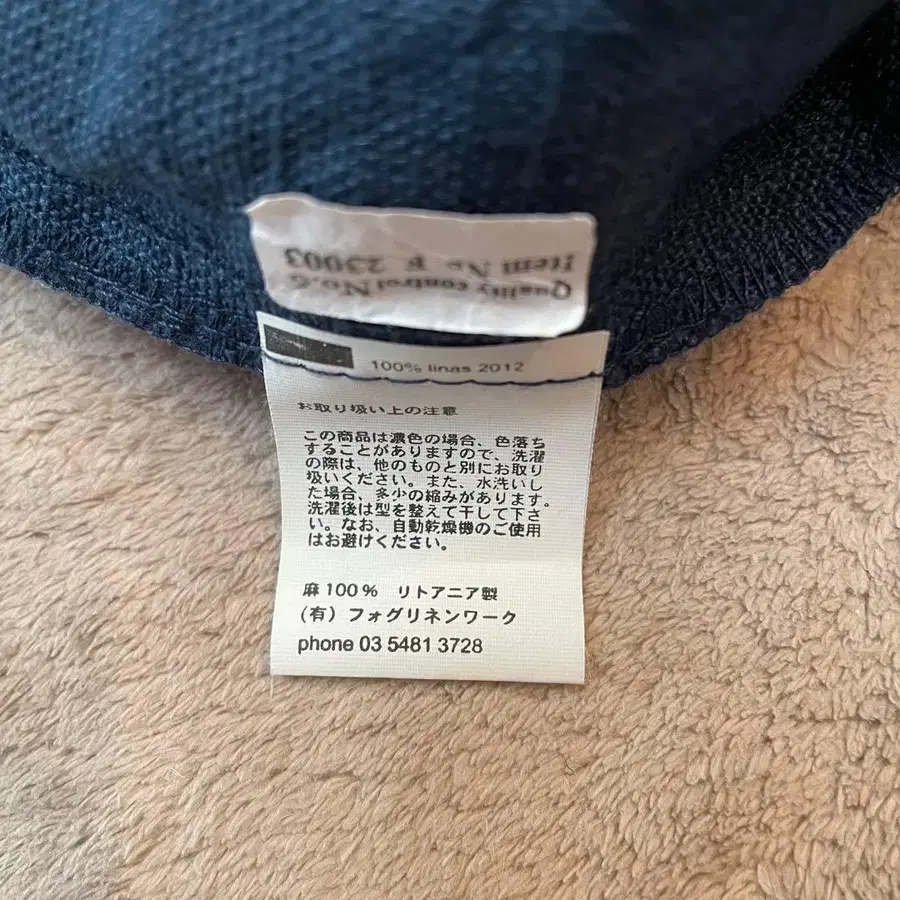 Quality control No.6
Item No F 23003
100% linas 2012
お取り扱い上の注意
この商品は濃色の場合、色落ち
することがありますので、洗濯
の際は、他のものと別にお取り
扱いください。また、水洗いし
た場合、多少の縮みがあります。
洗濯後は型を整えて干して下さ
い。なお、自動乾燥機のご使用
はお避けください。
麻100% リトアニア製
(有)フォグリネンワーク
phone 03 5481 3728